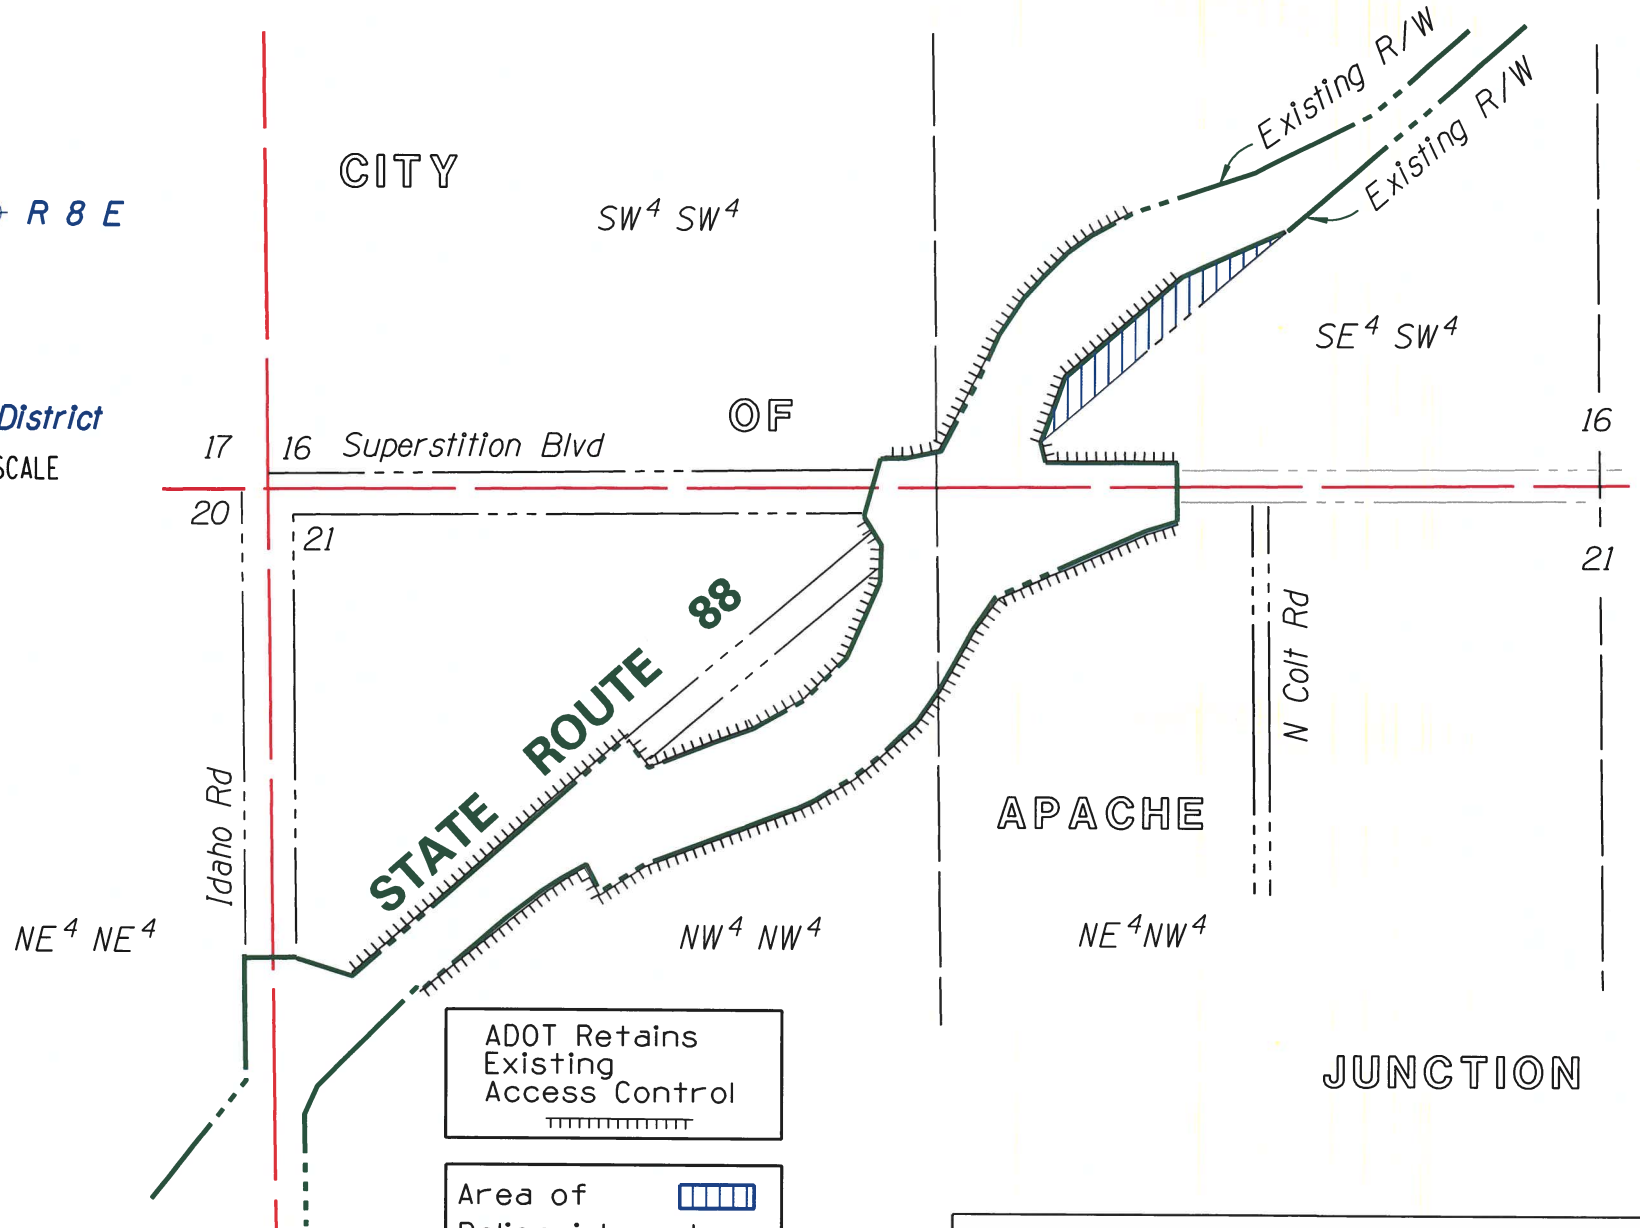 Existing R/W
Existing R/W
CITY
R 8 E
SW⁴ SW⁴
SE⁴ SW⁴
District
OF
16
17
16
Superstition Blvd
SCALE
20
21
21
88
ROUTE
STATE
N Colt Rd
Idaho Rd
APACHE
NE⁴ NE⁴
NW⁴ NW⁴
NE⁴NW⁴
ADOT Retains
Existing
Access Control
JUNCTION
Area of